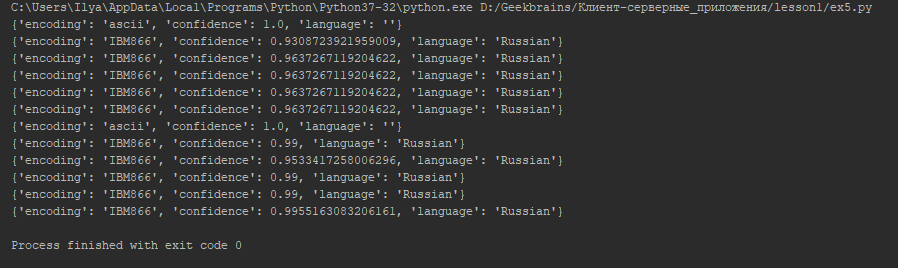 C:\Users\Ilya\AppData\Local\Programs\Python\Python37-32\python.exe D:/Geekbrains/Клиент-серверные_приложения/lesson1/ex5.py
{'encoding': 'ascii', 'confidence': 1.0, 'language': ''}
{'encoding': 'IBM866', 'confidence': 0.9308723921959009, 'language': 'Russian'}
{'encoding': 'IBM866', 'confidence': 0.9637267119204622, 'language': 'Russian'}
{'encoding': 'IBM866', 'confidence': 0.9637267119204622, 'language': 'Russian'}
{'encoding': 'IBM866', 'confidence': 0.9637267119204622, 'language': 'Russian'}
{'encoding': 'IBM866', 'confidence': 0.9637267119204622, 'language': 'Russian'}
{'encoding': 'ascii', 'confidence': 1.0, 'language': ''}
{'encoding': 'IBM866', 'confidence': 0.99, 'language': 'Russian'}
{'encoding': 'IBM866', 'confidence': 0.9533417258006296, 'language': 'Russian'}
{'encoding': 'IBM866', 'confidence': 0.99, 'language': 'Russian'}
{'encoding': 'IBM866', 'confidence': 0.99, 'language': 'Russian'}
{'encoding': 'IBM866', 'confidence': 0.9955163083206161, 'language': 'Russian'}
Process finished with exit code 0